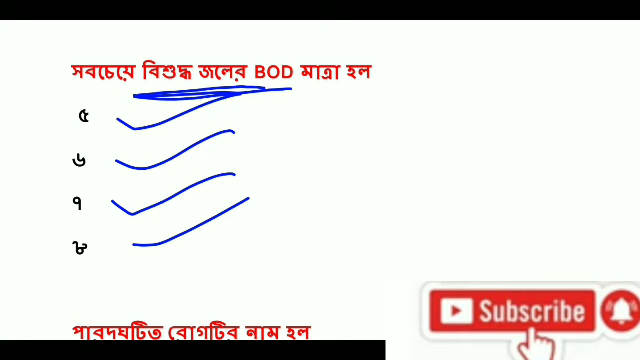 সবচেয়ে বিশুদ্ধ জলের BOD মাত্রা হল
৫
৬
৭
৮
পারদঘটিত রোগটির নাম হল
Subscribe